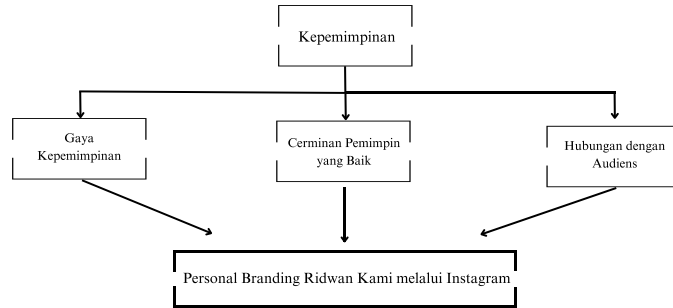 Kepemimpinan
Gaya
Kepemimpinan
Cerminan Pemimpin
yang Baik
Hubungan dengan
Audiens
Personal Branding Ridwan Kami melalui Instagram